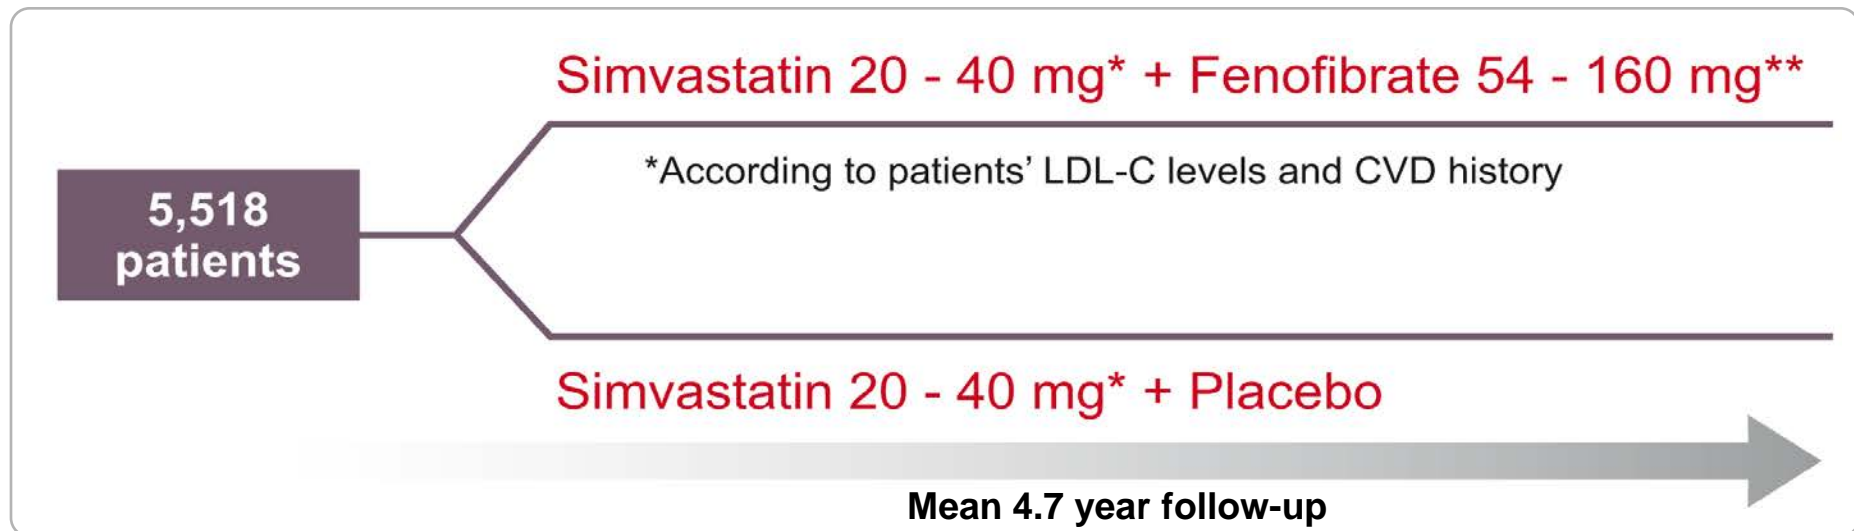 Simvastatin 20 - 40 mg* + Fenofibrate 54 - 160 mg**
*According to patients’ LDL-C levels and CVD history
5,518
patients
Simvastatin 20 - 40 mg* + Placebo
Mean 4.7 year follow-up